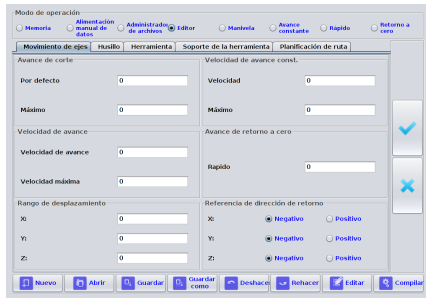 Modo de operación
Memoria
Alimentación manual de datos
Administrador de archivos
Editor
Manivela
Avance constante
Rápido
Retorno a cero
Movimiento de ejes Husillo Herramienta Soporte de la herramienta Planificación de ruta
Avance de corte
Por defecto 0
Máximo 0
Velocidad de avance const.
Velocidad 0
Máximo 0
Velocidad de avance
Velocidad de avance 0
Velocidad máxima 0
Avance de retorno a cero
Rapido 0
Rango de desplazamiento
X: 0
Y: 0
Z: 0
Referencia de dirección de retorno
X: Negativo Positivo
Y: Negativo Positivo
Z: Negativo Positivo
Nuevo Abrir Guardar Guardar como Deshacer Rehacer Editar Compilar